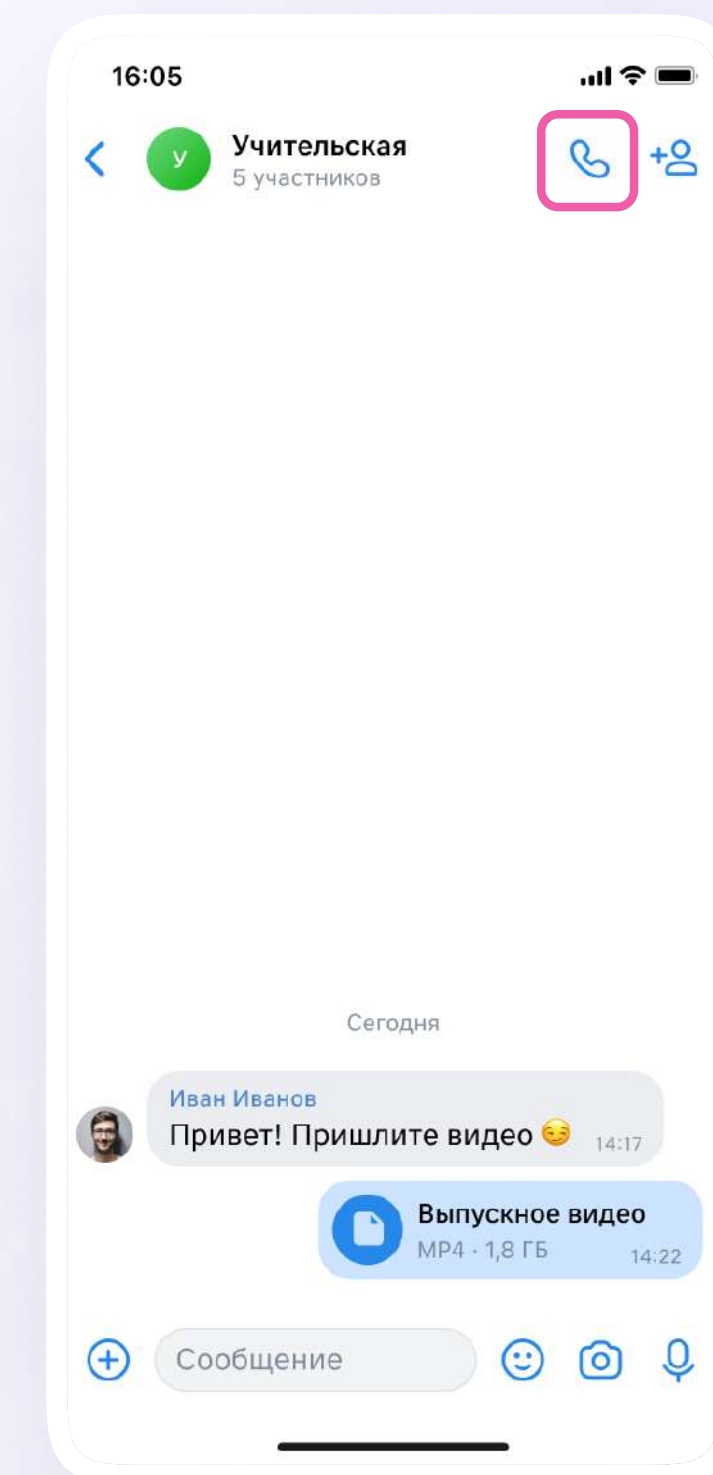 16:05
У
Учительская
5 участников
Сегодня
Иван Иванов
Привет! Пришлите видео 😏 14:17
Выпускное видео
MP4 · 1,8 ГБ 14:22
Сообщение